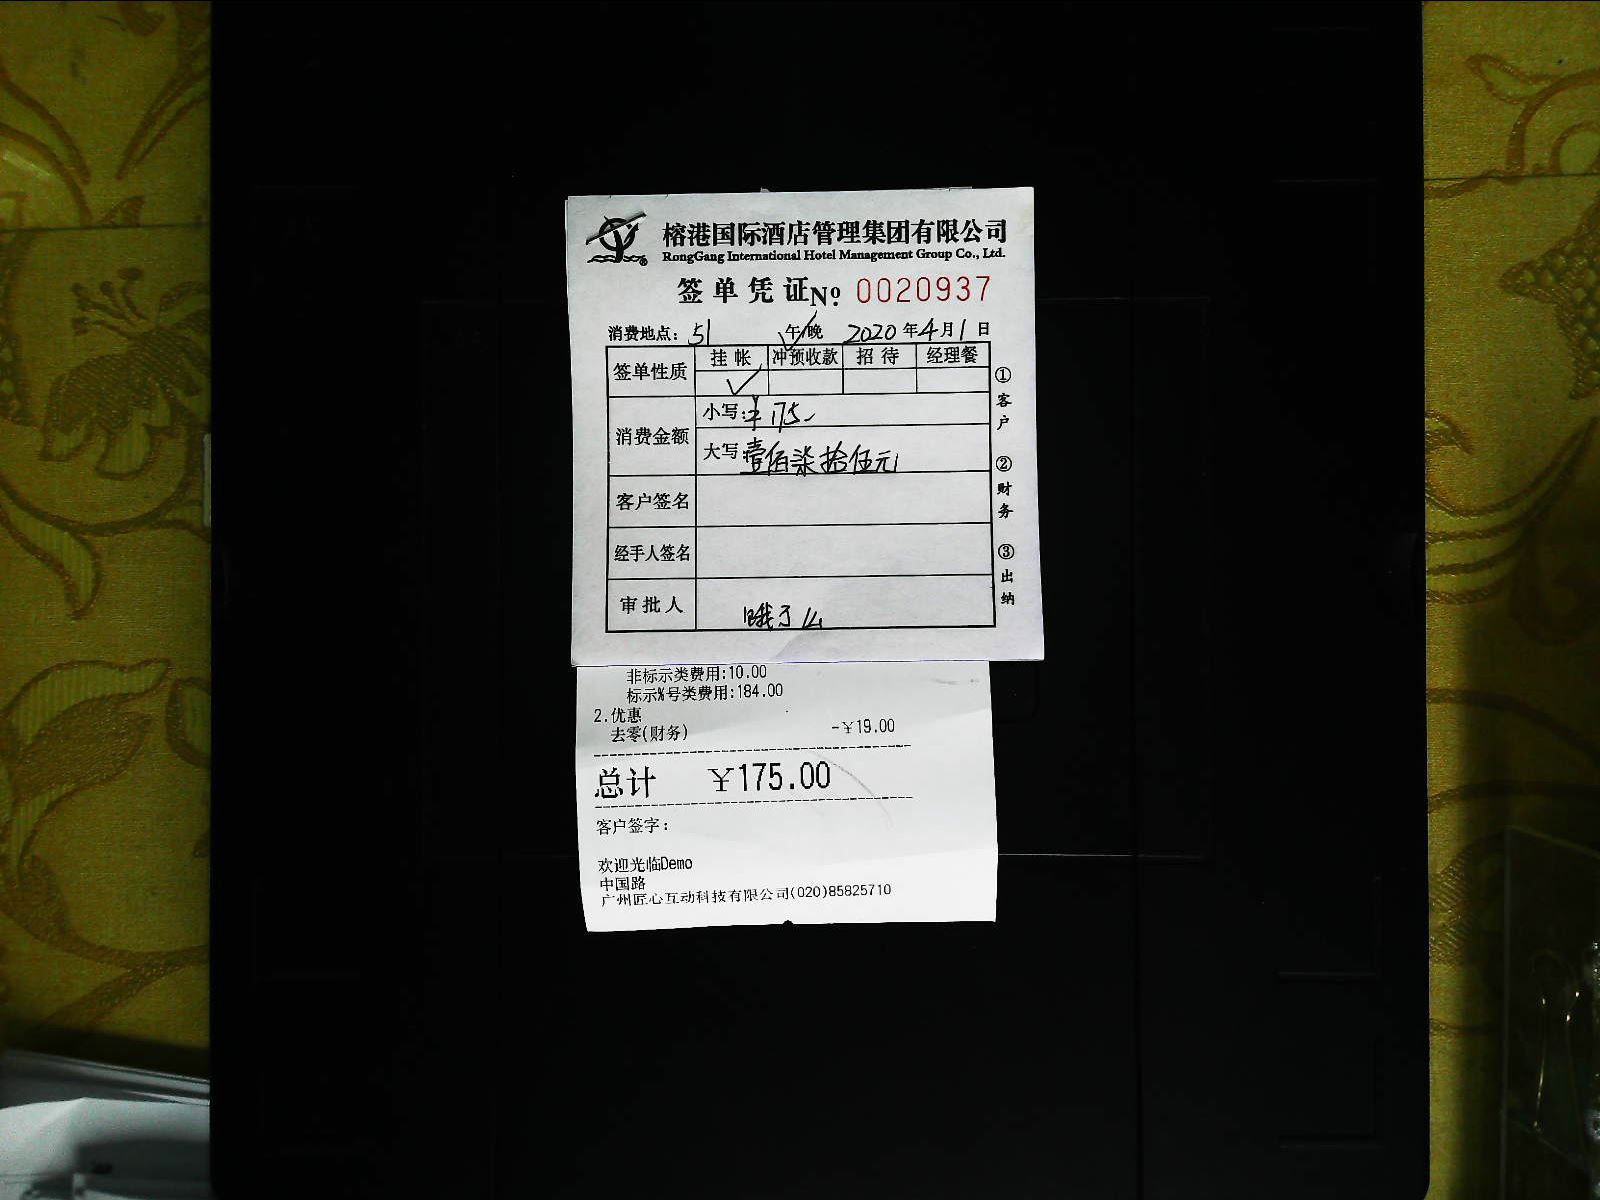 榕港国际酒店管理集团有限公司
RongGang International Hotel Management Group Co., Ltd.
签单凭证 No. 0020937
消费地点: 51 午/晚 2020年4月1日
签单性质 挂帐 冲预收款 招待 经理餐
✓
消费金额 小写: ¥175
大写 壹佰柒拾伍元
客户签名
经手人签名
审批人 饿了么
①客户 ②财务 ③出纳
非标示类费用:10.00
标示%号类费用:184.00
2.优惠
去零(财务) -¥19.00
总计 ¥175.00
客户签字:
欢迎光临Demo
中国路
广州匠心互动科技有限公司(020)85825710